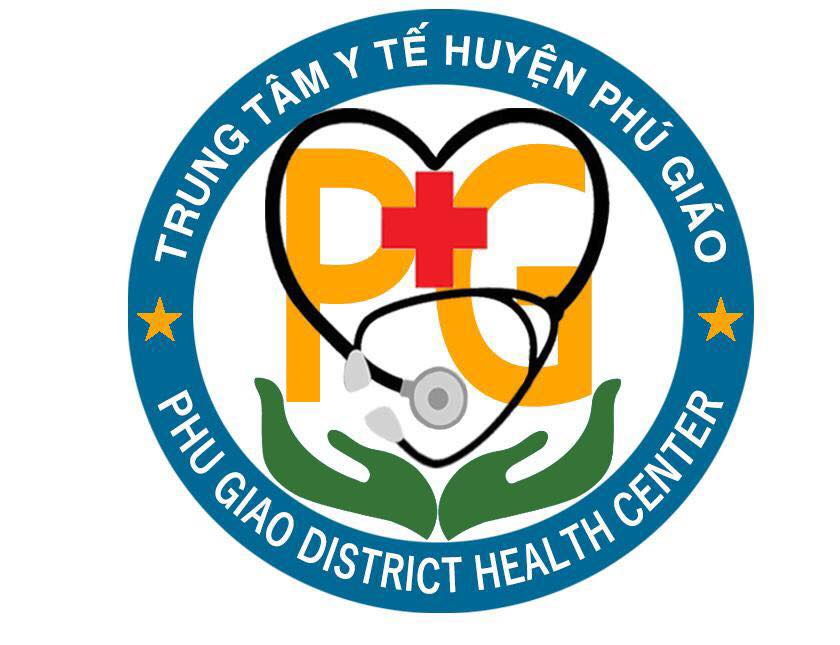 TRUNG TÂM Y TẾ HUYỆN PHÚ GIÁO
PG
PHU GIAO DISTRICT HEALTH CENTER